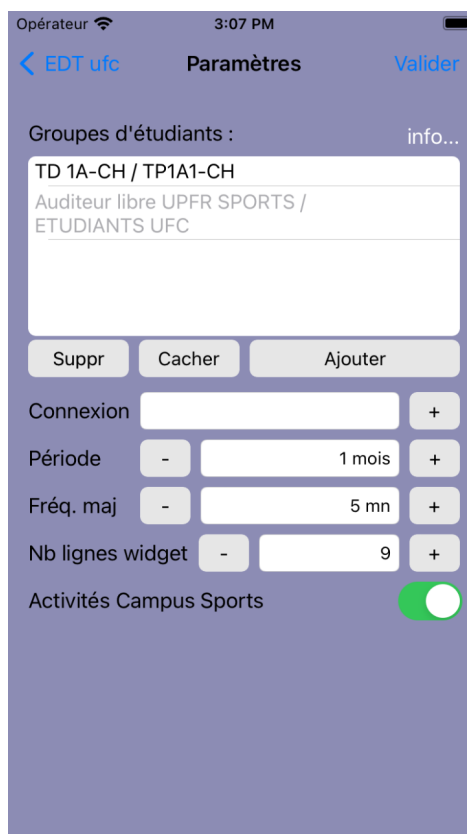 Opérateur 3:07 PM
EDT ufc Paramètres Valider
Groupes d'étudiants : info...
TD 1A-CH / TP1A1-CH
Auditeur libre UPFR SPORTS /
ETUDIANTS UFC
Suppr Cacher Ajouter
Connexion +
Période - 1 mois +
Fréq. maj - 5 mn +
Nb lignes widget - 9 +
Activités Campus Sports